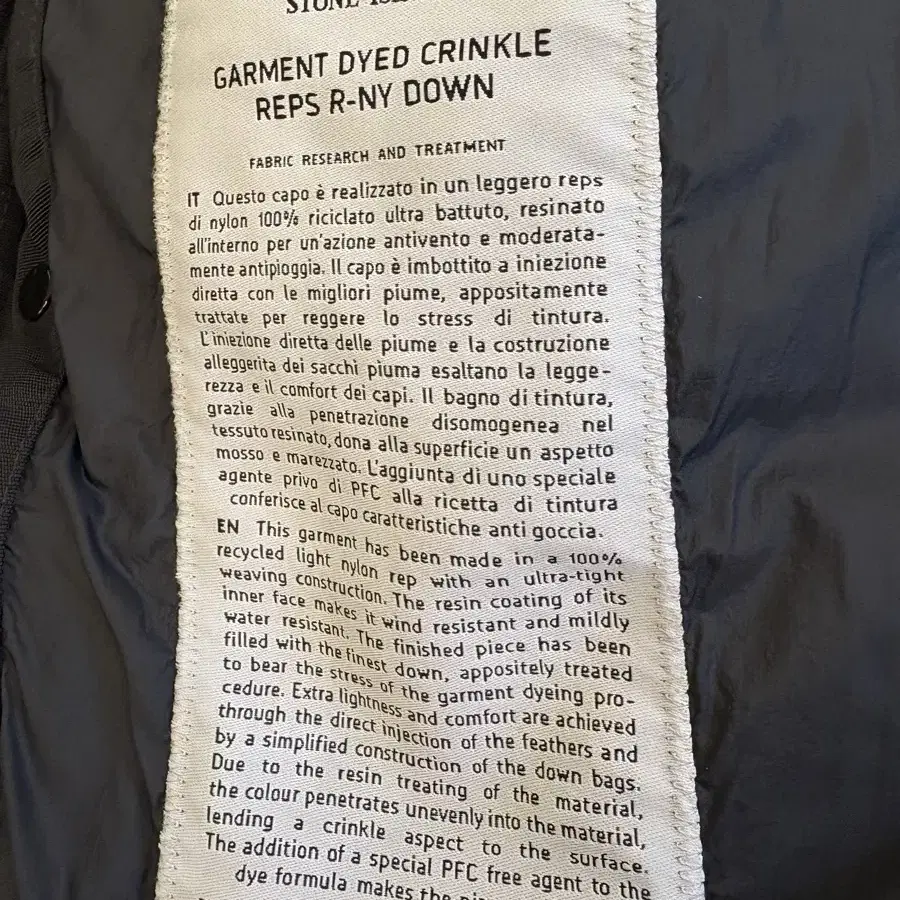 STONE
GARMENT DYED CRINKLE
REPS R-NY DOWN
FABRIC RESEARCH AND TREATMENT
IT Questo capo è realizzato in un leggero reps
di nylon 100% riciclato ultra battuto, resinato
all'interno per un'azione antivento e moderata-
mente antipioggia. Il capo è imbottito a iniezione
diretta con le migliori piume, appositamente
trattate per reggere lo stress di tintura.
L'iniezione diretta delle piume e la costruzione
alleggerita dei sacchi piuma esaltano la legge-
rezza e il comfort dei capi. Il bagno di tintura,
grazie alla penetrazione disomogenea nel
tessuto resinato, dona alla superficie un aspetto
mosso e marezzato. L'aggiunta di uno speciale
agente privo di PFC alla ricetta di tintura
conferisce al capo caratteristiche anti goccia.
EN This garment has been made in a 100%
recycled light nylon rep with an ultra-tight
weaving construction. The resin coating of its
inner face makes it wind resistant and mildly
water resistant. The finished piece has been
filled with the finest down, appositely treated
to bear the stress of the garment dyeing pro-
cedure. Extra lightness and comfort are achieved
through the direct injection of the feathers and
by a simplified construction of the down bags.
Due to the resin treating of the material,
the colour penetrates unevenly into the material,
lending a crinkle aspect to the surface.
The addition of a special PFC free agent to the
dye formula makes the